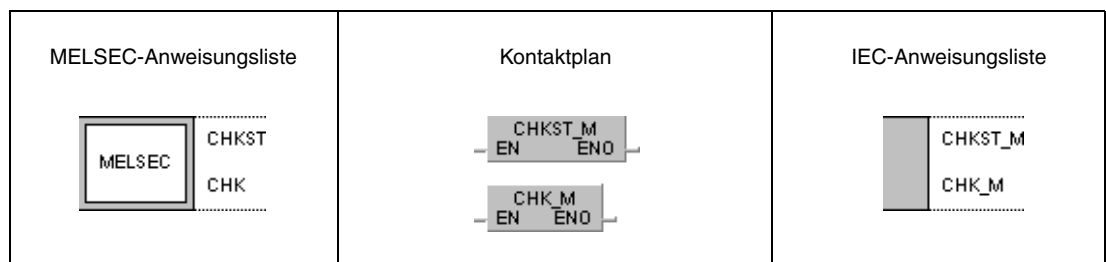 MELSEC-Anweisungsliste
MELSEC
CHKST
CHK
Kontaktplan
CHKST_M
EN ENO
CHK_M
EN ENO
IEC-Anweisungsliste
CHKST_M
CHK_M